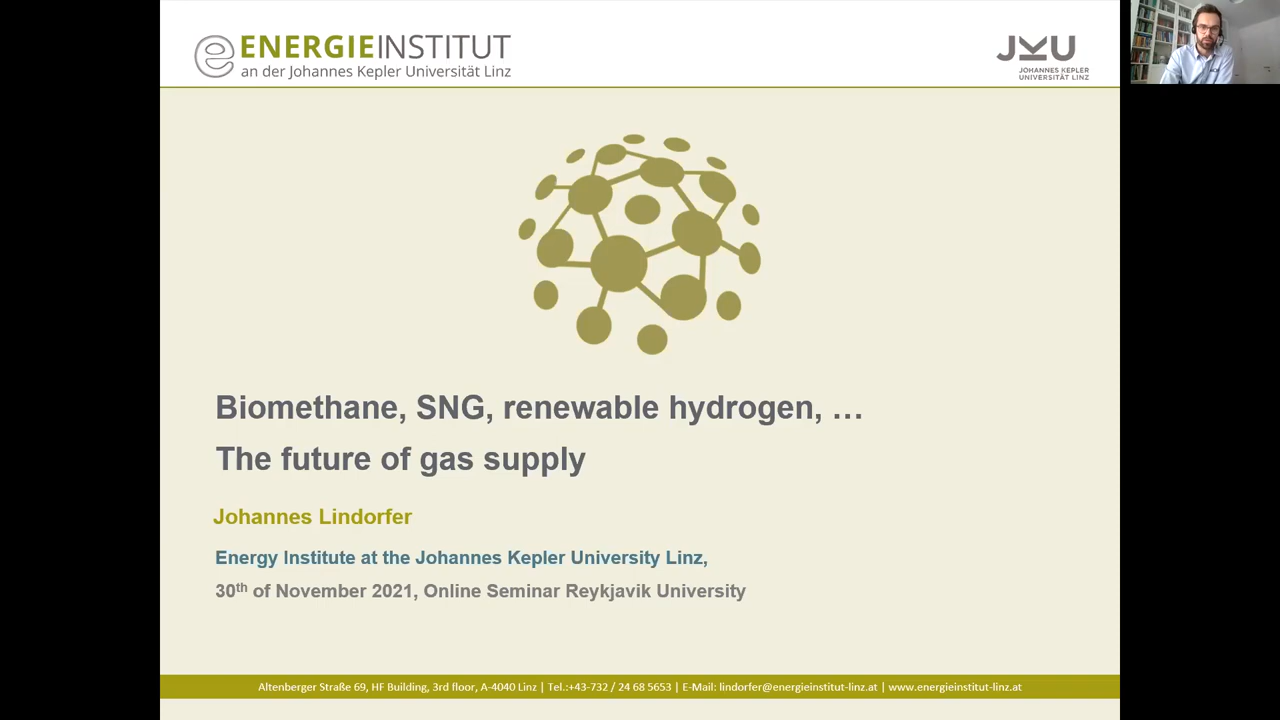 ENERGIEINSTITUT
an der Johannes Kepler Universität Linz
JKU
JOHANNES KEPLER
UNIVERSITÄT LINZ
Biomethane, SNG, renewable hydrogen, …
The future of gas supply
Johannes Lindorfer
Energy Institute at the Johannes Kepler University Linz,
30th of November 2021, Online Seminar Reykjavik University
Altenberger Straße 69, HF Building, 3rd floor, A-4040 Linz | Tel.:+43-732 / 24 68 5653 | E-Mail: lindorfer@energieinstitut-linz.at | www.energieinstitut-linz.at